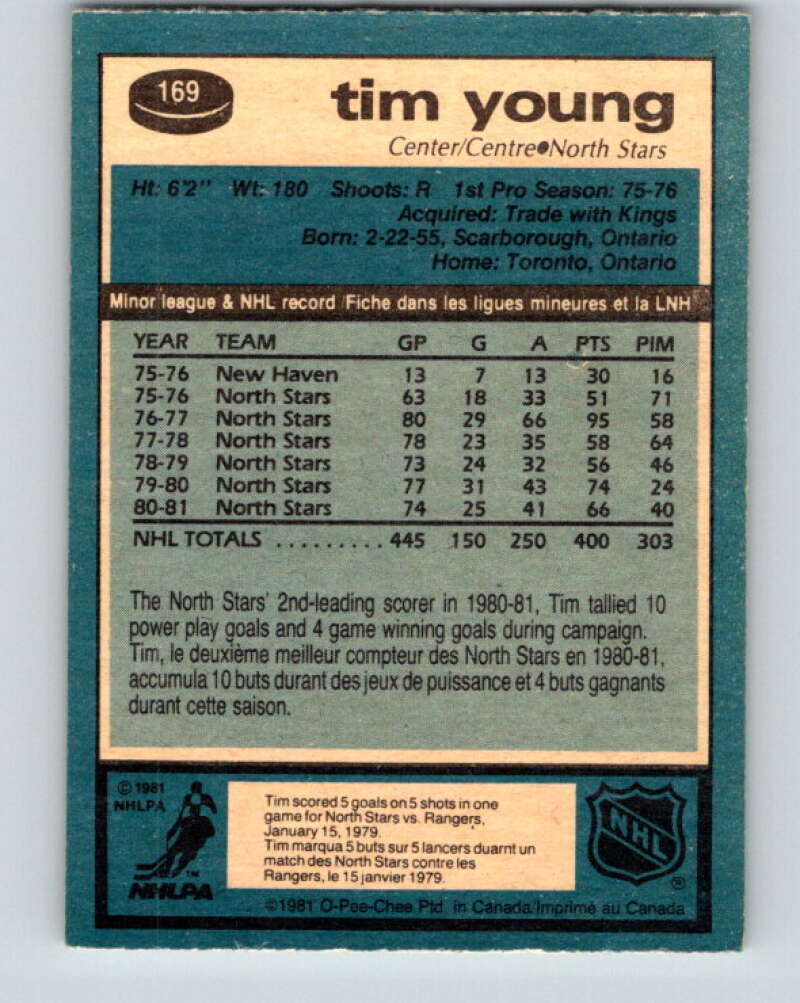 169
tim young
Center/Centre●North Stars
Ht: 6'2" Wt: 180 Shoots: R 1st Pro Season: 75-76
Acquired: Trade with Kings
Born: 2-22-55, Scarborough, Ontario
Home: Toronto, Ontario
Minor league & NHL record/Fiche dans les ligues mineures et la LNH
YEAR TEAM GP G A PTS PIM
75-76 New Haven 13 7 13 30 16
75-76 North Stars 63 18 33 51 71
76-77 North Stars 80 29 66 95 58
77-78 North Stars 78 23 35 58 64
78-79 North Stars 73 24 32 56 46
79-80 North Stars 77 31 43 74 24
80-81 North Stars 74 25 41 66 40
NHL TOTALS ......... 445 150 250 400 303
The North Stars' 2nd-leading scorer in 1980-81, Tim tallied 10
power play goals and 4 game winning goals during campaign.
Tim, le deuxième meilleur compteur des North Stars en 1980-81,
accumula 10 buts durant des jeux de puissance et 4 buts gagnants
durant cette saison.
© 1981
NHLPA
TM
NHLPA
Tim scored 5 goals on 5 shots in one
game for North Stars vs. Rangers,
January 15, 1979.
Tim marqua 5 buts sur 5 lancers duarnt un
match des North Stars contre les
Rangers, le 15 janvier 1979.
NHL
®
©1981 O-Pee-Chee Ptd. in Canada/Imprimé au Canada